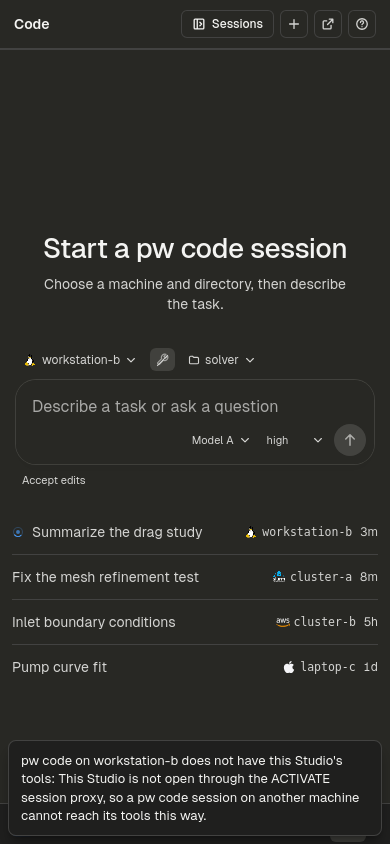 Code
Sessions
Start a pw code session
Choose a machine and directory, then describe
the task.
workstation-b
solver
Describe a task or ask a question
Model A
high
Accept edits
Summarize the drag study workstation-b 3m
Fix the mesh refinement test cluster-a 8m
Inlet boundary conditions aws cluster-b 5h
Pump curve fit laptop-c 1d
pw code on workstation-b does not have this Studio's
tools: This Studio is not open through the ACTIVATE
session proxy, so a pw code session on another machine
cannot reach its tools this way.